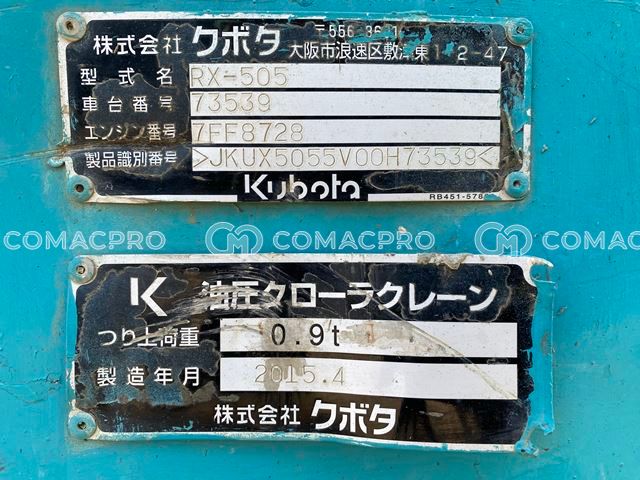 株式会社 クボタ
大阪市浪速区敷津東1-2-47
型式名 RX-505
車台番号 73539
エンジン番号 7FF8728
製品識別番号 >JKUX5055V00H73539<
Kubota
COMACPRO COMACPRO COMACPRO
K 油圧クローラクレーン
つり上荷重 0.9t
製造年月 2015.4
株式会社 クボタ